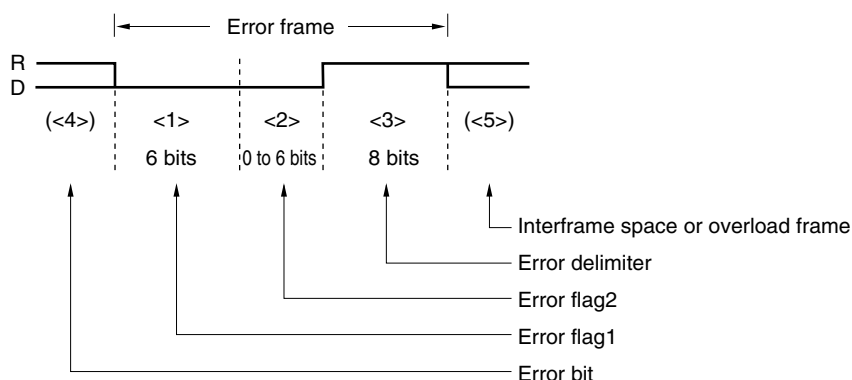 Error frame
R
D
(<4>) <1> <2> <3> (<5>)
6 bits 0 to 6 bits 8 bits
Interframe space or overload frame
Error delimiter
Error flag2
Error flag1
Error bit